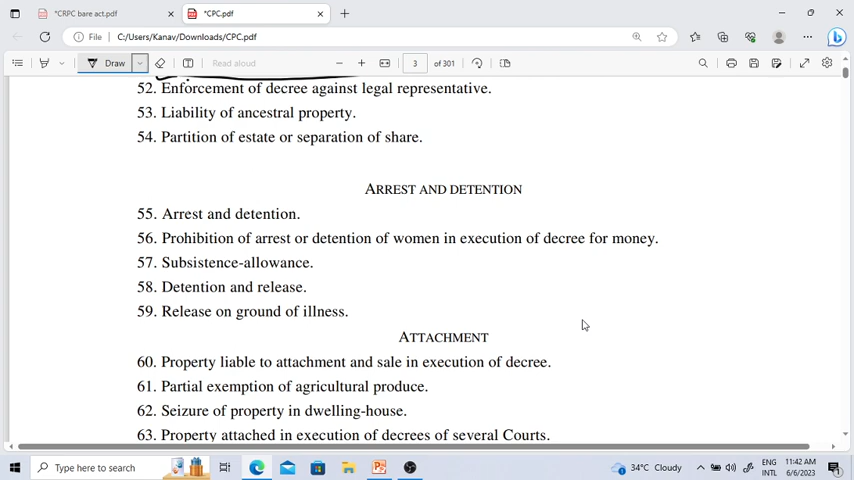 *CRPC bare act.pdf
*CPC.pdf
File
C:/Users/Kanav/Downloads/CPC.pdf
Draw
Read aloud
3
of 301
52. Enforcement of decree against legal representative.
53. Liability of ancestral property.
54. Partition of estate or separation of share.
ARREST AND DETENTION
55. Arrest and detention.
56. Prohibition of arrest or detention of women in execution of decree for money.
57. Subsistence-allowance.
58. Detention and release.
59. Release on ground of illness.
ATTACHMENT
60. Property liable to attachment and sale in execution of decree.
61. Partial exemption of agricultural produce.
62. Seizure of property in dwelling-house.
63. Property attached in execution of decrees of several Courts.
Type here to search
34°C Cloudy
ENG
INTL
11:42 AM
6/6/2023